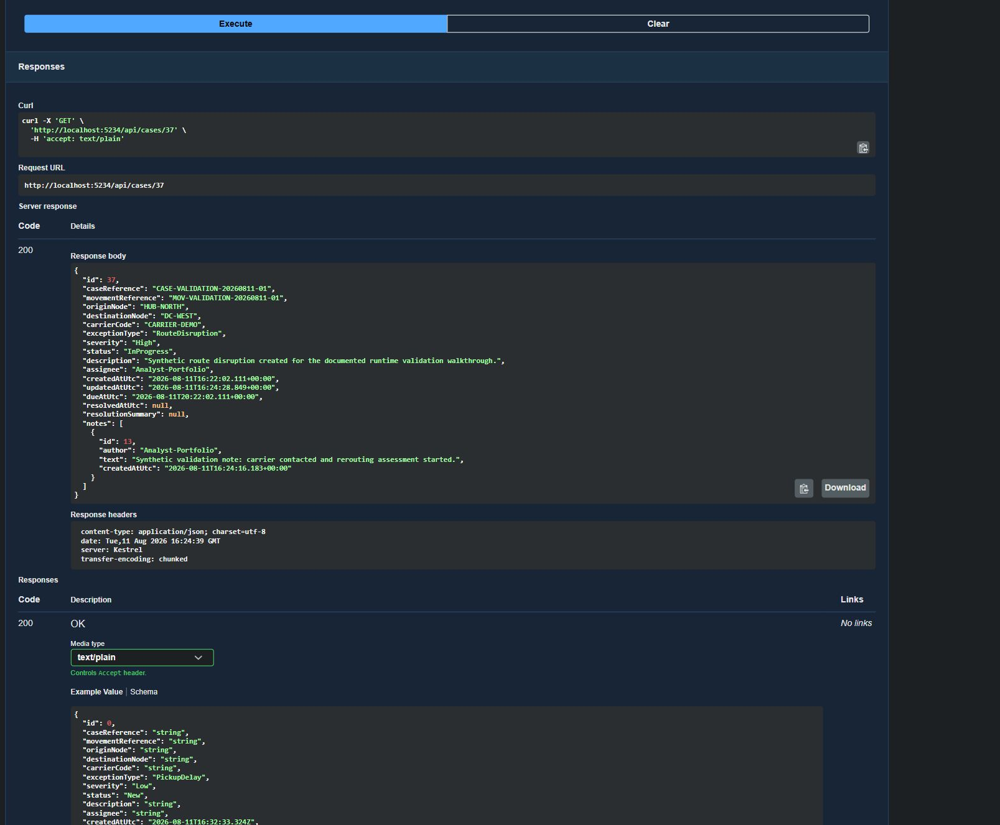 Execute
Clear
Responses
Curl
curl -X 'GET' \
  'http://localhost:5234/api/cases/37' \
  -H 'accept: text/plain'
Request URL
http://localhost:5234/api/cases/37
Server response
Code Details
200
Response body
{
  "id": 37,
  "caseReference": "CASE-VALIDATION-20260811-01",
  "movementReference": "MOV-VALIDATION-20260811-01",
  "originNode": "HUB-NORTH",
  "destinationNode": "DC-WEST",
  "carrierCode": "CARRIER-DEMO",
  "exceptionType": "RouteDisruption",
  "severity": "High",
  "status": "InProgress",
  "description": "Synthetic route disruption created for the documented runtime validation walkthrough.",
  "assignee": "Analyst-Portfolio",
  "createdAtUtc": "2026-08-11T16:22:02.111+00:00",
  "updatedAtUtc": "2026-08-11T16:24:28.849+00:00",
  "dueAtUtc": "2026-08-11T20:22:02.111+00:00",
  "resolvedAtUtc": null,
  "resolutionSummary": null,
  "notes": [
    {
      "id": 13,
      "author": "Analyst-Portfolio",
      "text": "Synthetic validation note: carrier contacted and rerouting assessment started.",
      "createdAtUtc": "2026-08-11T16:24:16.183+00:00"
    }
  ]
}
Download
Response headers
content-type: application/json; charset=utf-8
date: Tue,11 Aug 2026 16:24:39 GMT
server: Kestrel
transfer-encoding: chunked
Responses
Code Description Links
200 OK No links
Media type
text/plain
Controls Accept header.
Example Value | Schema
{
  "id": 0,
  "caseReference": "string",
  "movementReference": "string",
  "originNode": "string",
  "destinationNode": "string",
  "carrierCode": "string",
  "exceptionType": "PickupDelay",
  "severity": "Low",
  "status": "New",
  "description": "string",
  "assignee": "string",
  "createdAtUtc": "2026-08-11T16:32:33.324Z",